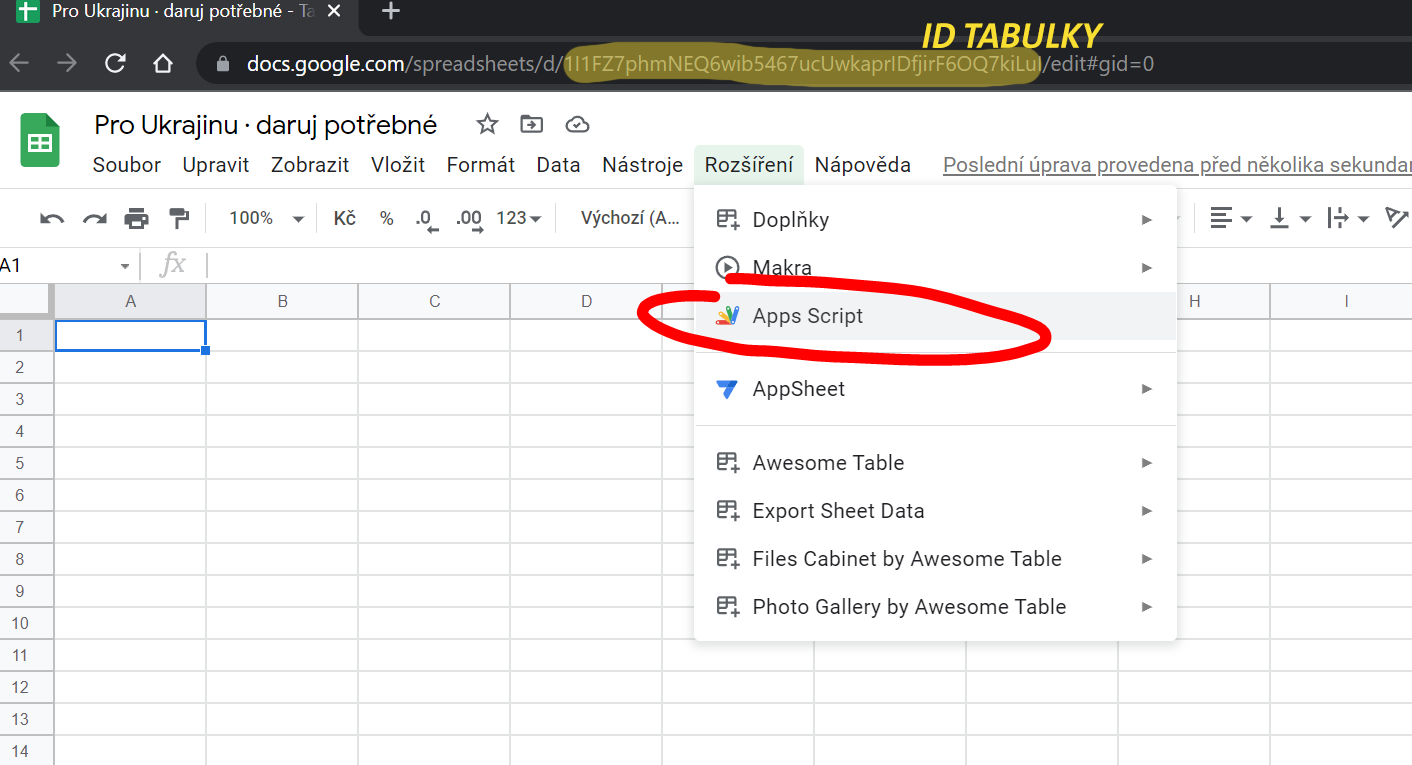 Pro Ukrajinu · daruj potřebné - Ta
ID TABULKY
docs.google.com/spreadsheets/d/1I1FZ7phmNEQ6wib5467ucUwkaprIDfjirF6OQ7kiLuI/edit#gid=0
Pro Ukrajinu · daruj potřebné
Soubor Upravit Zobrazit Vložit Formát Data Nástroje Rozšíření Nápověda Poslední úprava provedena před několika sekundar
100% Kč % .0 .00 123 Výchozí (A...
Doplňky
A1 fx
Makra
A B C D H I
Apps Script
1
2
3
AppSheet
4
5
Awesome Table
6
Export Sheet Data
7
8
Files Cabinet by Awesome Table
9
Photo Gallery by Awesome Table
10
11
12
13
14